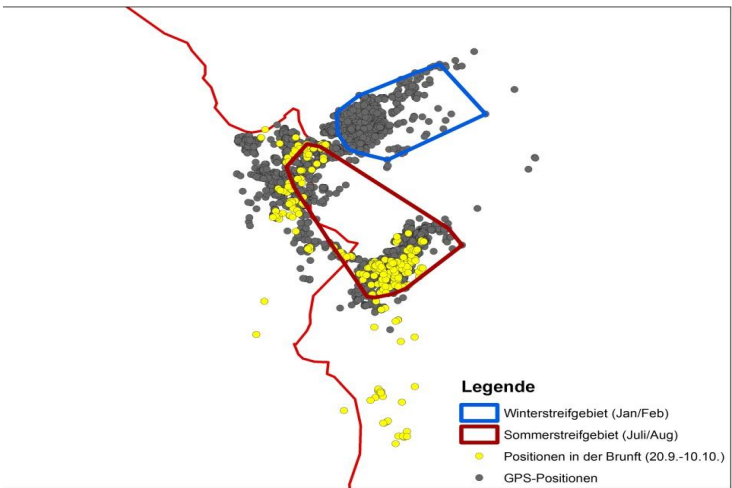 Legende
Winterstreifgebiet (Jan/Feb)
Sommerstreifgebiet (Juli/Aug)
Positionen in der Brunft (20.9.-10.10.)
GPS-Positionen